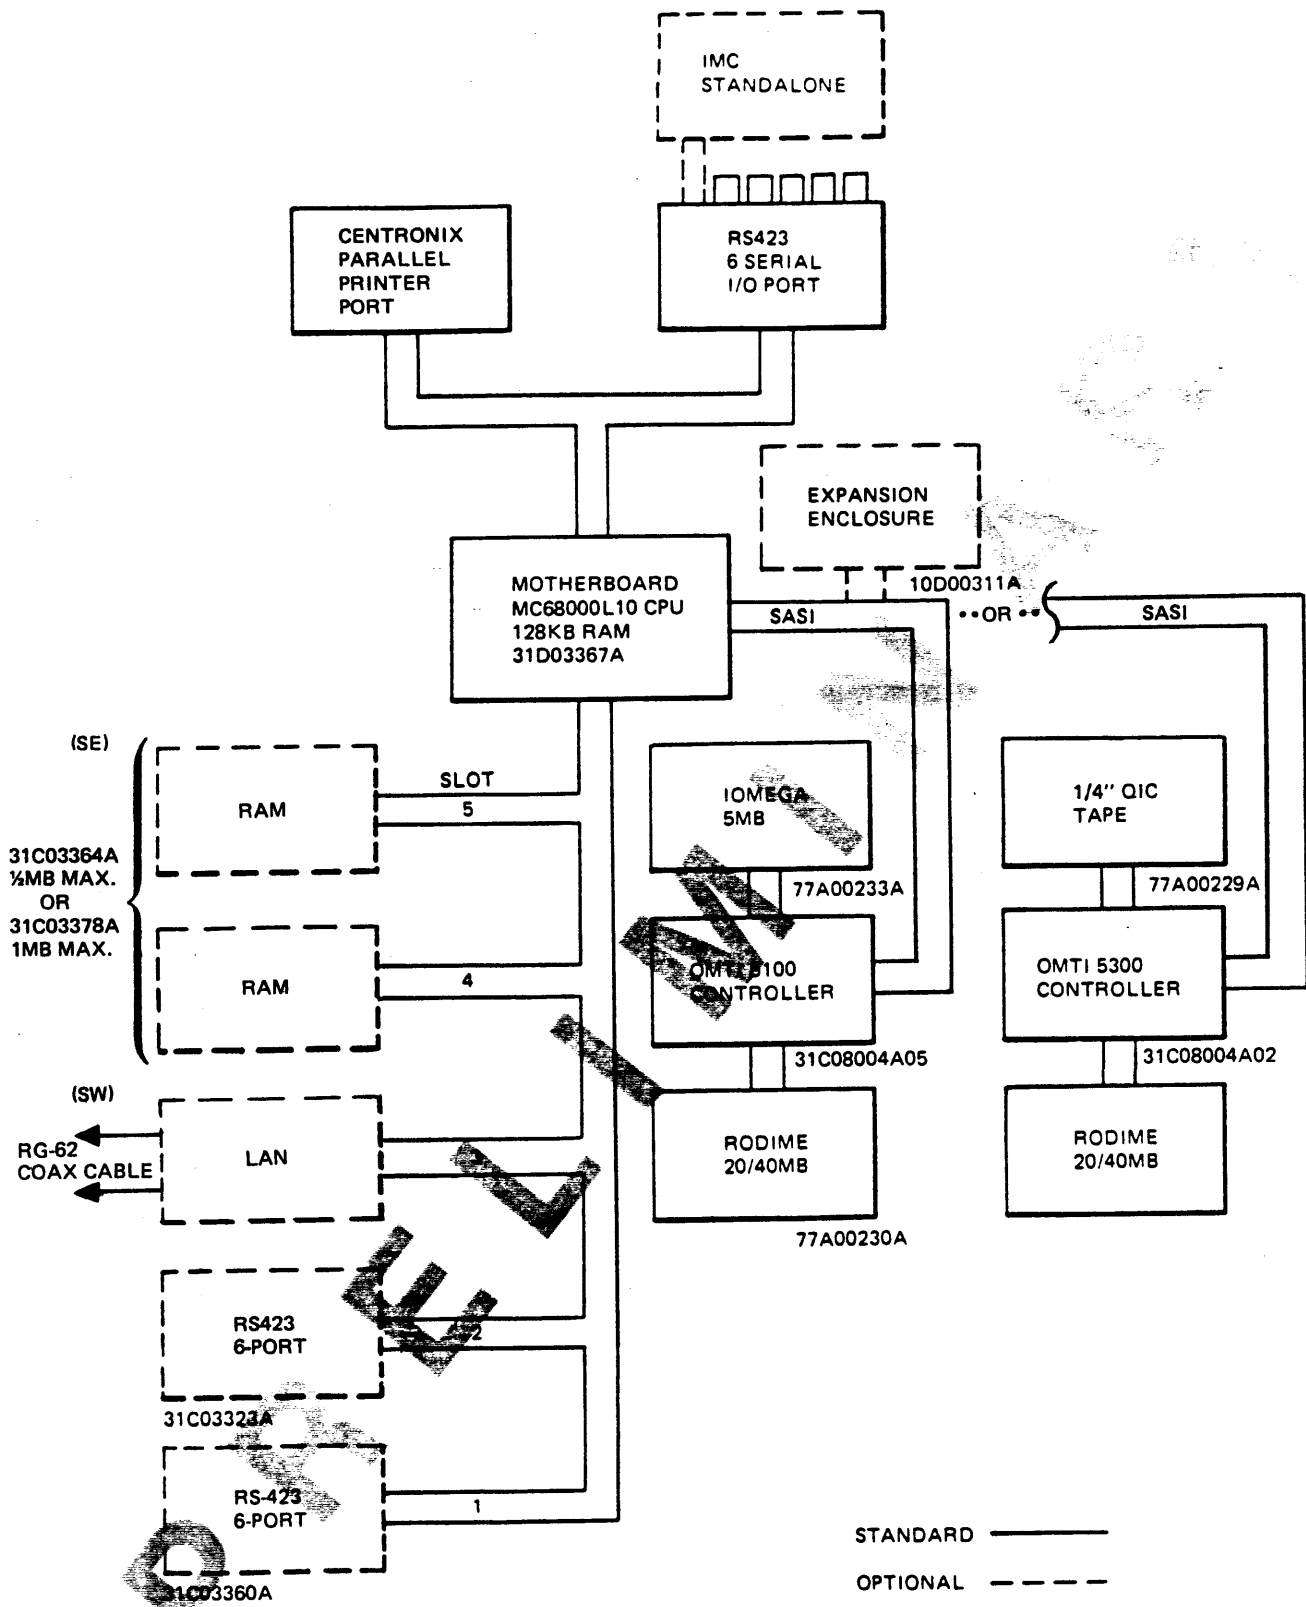 IMC
STANDALONE
CENTRONIX
PARALLEL
PRINTER
PORT
RS423
6 SERIAL
I/O PORT
EXPANSION
ENCLOSURE
MOTHERBOARD
MC68000L10 CPU
128KB RAM
31D03367A
10D00311A
SASI
••OR••
SASI
(SE)
RAM
SLOT
5
31C03364A
½MB MAX.
OR
31C03378A
1MB MAX.
RAM
4
IOMEGA
5MB
77A00233A
OMTI 5100
CONTROLLER
31C08004A05
RODIME
20/40MB
77A00230A
1/4" QIC
TAPE
77A00229A
OMTI 5300
CONTROLLER
31C08004A02
RODIME
20/40MB
(SW)
RG-62
COAX CABLE
LAN
RS423
6-PORT
2
31C03323A
RS-423
6-PORT
1
31C03360A
STANDARD
OPTIONAL
PRELIMINARY